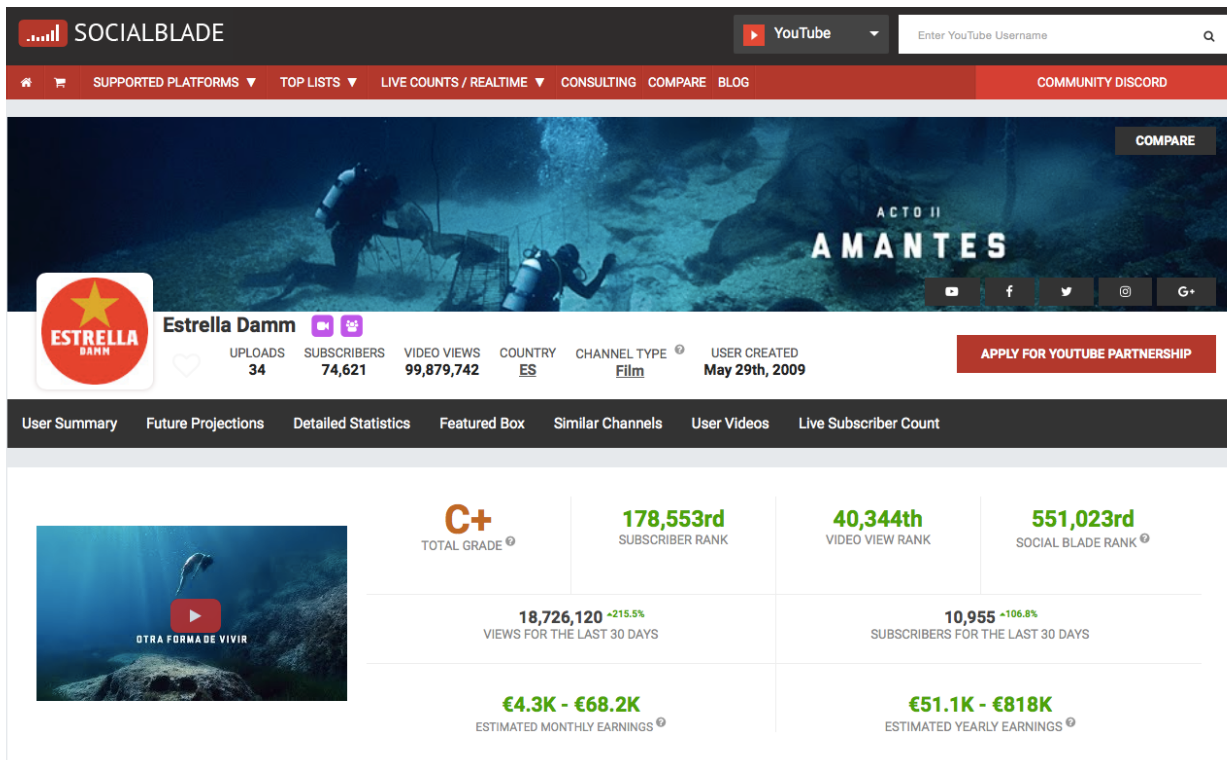 SOCIALBLADE
YouTube
Enter YouTube Username
SUPPORTED PLATFORMS ▼ TOP LISTS ▼ LIVE COUNTS / REALTIME ▼ CONSULTING COMPARE BLOG
COMMUNITY DISCORD
COMPARE
ACTO II
AMANTES
G+
ESTRELLA
DAMM
Estrella Damm
UPLOADS SUBSCRIBERS VIDEO VIEWS COUNTRY CHANNEL TYPE ? USER CREATED
34 74,621 99,879,742 ES Film May 29th, 2009
APPLY FOR YOUTUBE PARTNERSHIP
User Summary Future Projections Detailed Statistics Featured Box Similar Channels User Videos Live Subscriber Count
OTRA FORMA DE VIVIR
C+ 178,553rd 40,344th 551,023rd
TOTAL GRADE ? SUBSCRIBER RANK VIDEO VIEW RANK SOCIAL BLADE RANK ?
18,726,120 +215.5% 10,955 +106.8%
VIEWS FOR THE LAST 30 DAYS SUBSCRIBERS FOR THE LAST 30 DAYS
€4.3K - €68.2K €51.1K - €818K
ESTIMATED MONTHLY EARNINGS ? ESTIMATED YEARLY EARNINGS ?